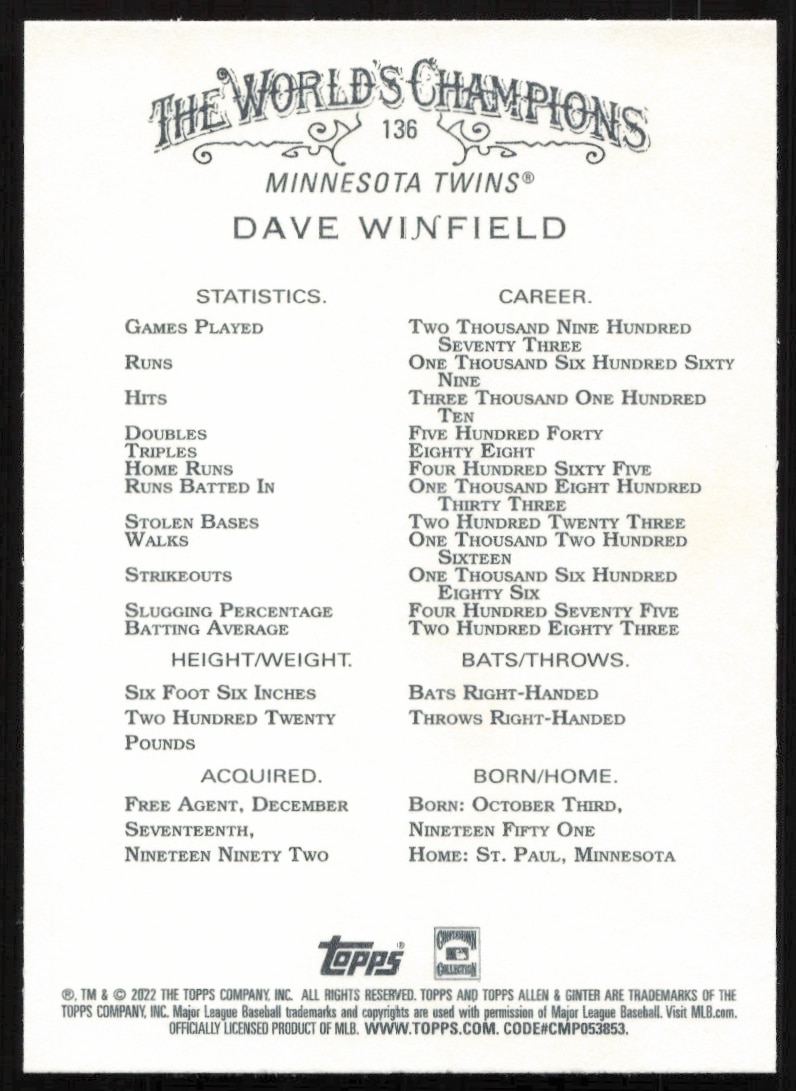 THE WORLD'S CHAMPIONS
136
MINNESOTA TWINS®
DAVE WINFIELD
STATISTICS. CAREER.
GAMES PLAYED TWO THOUSAND NINE HUNDRED
SEVENTY THREE
RUNS ONE THOUSAND SIX HUNDRED SIXTY
NINE
HITS THREE THOUSAND ONE HUNDRED
TEN
DOUBLES FIVE HUNDRED FORTY
TRIPLES EIGHTY EIGHT
HOME RUNS FOUR HUNDRED SIXTY FIVE
RUNS BATTED IN ONE THOUSAND EIGHT HUNDRED
THIRTY THREE
STOLEN BASES TWO HUNDRED TWENTY THREE
WALKS ONE THOUSAND TWO HUNDRED
SIXTEEN
STRIKEOUTS ONE THOUSAND SIX HUNDRED
EIGHTY SIX
SLUGGING PERCENTAGE FOUR HUNDRED SEVENTY FIVE
BATTING AVERAGE TWO HUNDRED EIGHTY THREE
HEIGHT/WEIGHT. BATS/THROWS.
SIX FOOT SIX INCHES BATS RIGHT-HANDED
TWO HUNDRED TWENTY THROWS RIGHT-HANDED
POUNDS
ACQUIRED. BORN/HOME.
FREE AGENT, DECEMBER BORN: OCTOBER THIRD,
SEVENTEENTH, NINETEEN FIFTY ONE
NINETEEN NINETY TWO HOME: ST. PAUL, MINNESOTA
topps® COOPERSTOWN
COLLECTION
®, TM & © 2022 THE TOPPS COMPANY, INC. ALL RIGHTS RESERVED. TOPPS AND TOPPS ALLEN & GINTER ARE TRADEMARKS OF THE
TOPPS COMPANY, INC. Major League Baseball trademarks and copyrights are used with permission of Major League Baseball. Visit MLB.com.
OFFICIALLY LICENSED PRODUCT OF MLB. WWW.TOPPS.COM. CODE#CMP053853.